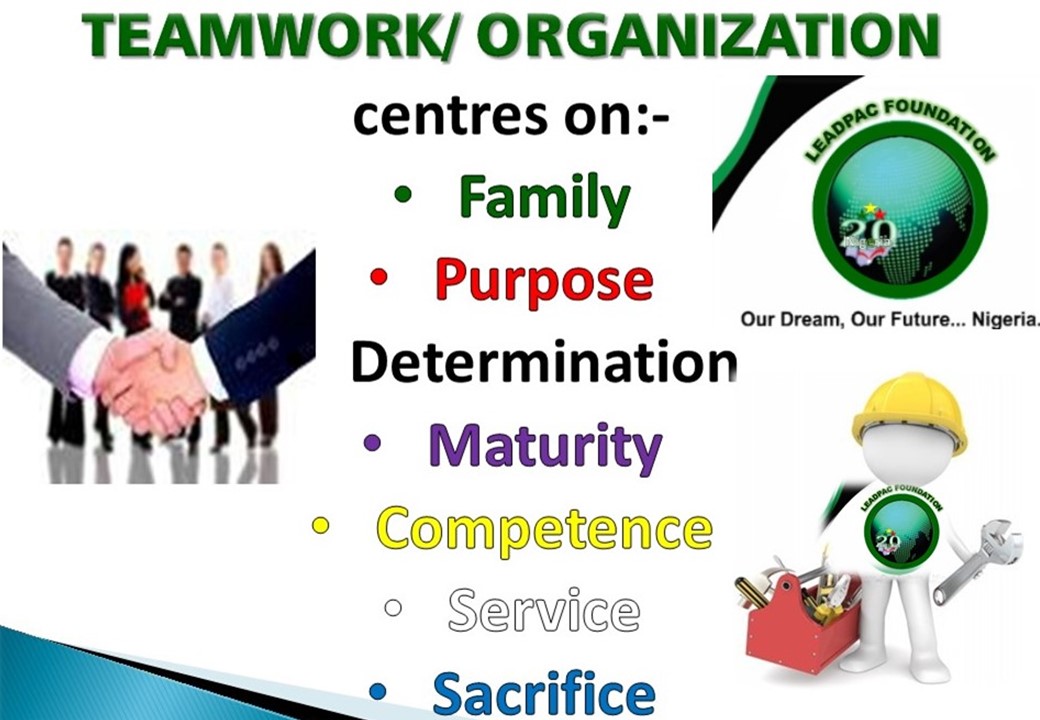 TEAMWORK/ ORGANIZATION
centres on:-
• Family
• Purpose
Determination
• Maturity
• Competence
• Service
• Sacrifice
LEADPAC FOUNDATION
20
Our Dream, Our Future... Nigeria.
LEADPAC FOUNDATION
20